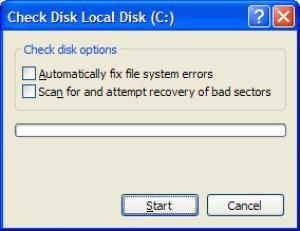 Check Disk Local Disk (C:)
?
Check disk options
Automatically fix file system errors
Scan for and attempt recovery of bad sectors
Start
Cancel